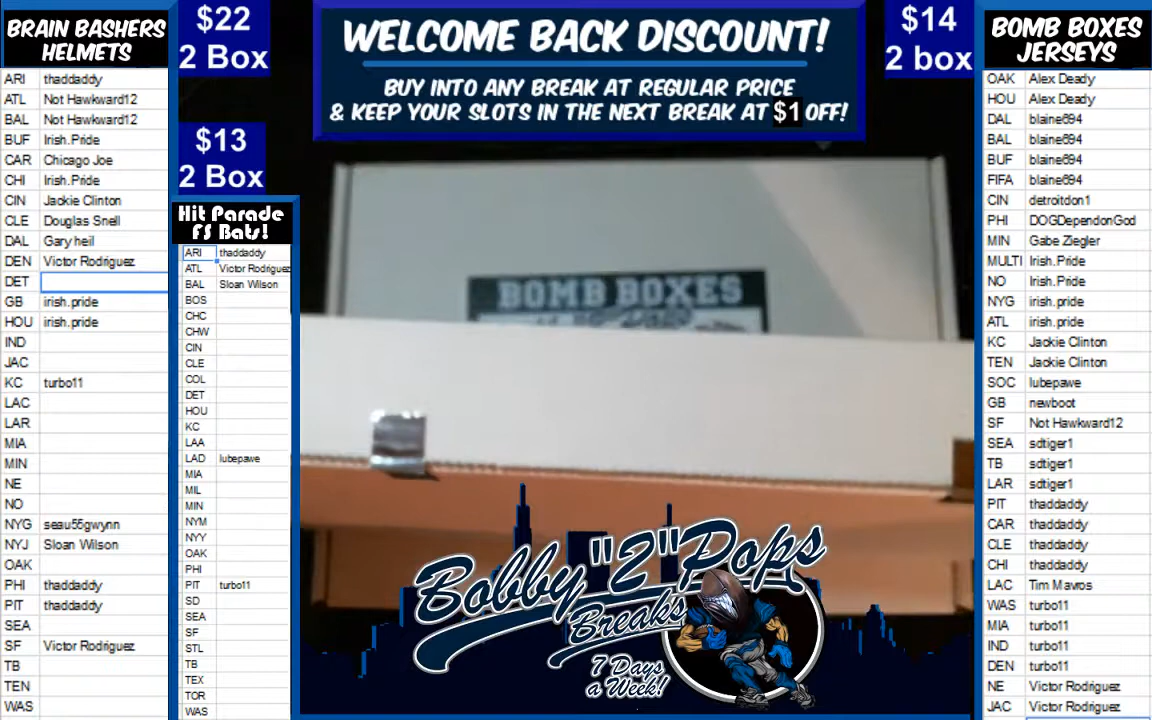 BRAIN BASHERS
HELMETS
ARI thaddaddy
ATL Not Hawkward12
BAL Not Hawkward12
BUF Irish.Pride
CAR Chicago Joe
CHI Irish.Pride
CIN Jackie Clinton
CLE Douglas Snell
DAL Gary heil
DEN Victor Rodriguez
DET
GB irish.pride
HOU irish.pride
IND
JAC
KC turbo11
LAC
LAR
MIA
MIN
NE
NO
NYG seau55gwynn
NYJ Sloan Wilson
OAK
PHI thaddaddy
PIT thaddaddy
SEA
SF Victor Rodriguez
TB
TEN
WAS
$22
2 Box
$13
2 Box
Hit Parade
FS Bats!
ARI thaddaddy
ATL Victor Rodriguez
BAL Sloan Wilson
BOS
CHC
CHW
CIN
CLE
COL
DET
HOU
KC
LAA
LAD lubepawe
MIA
MIL
MIN
NYM
NYY
OAK
PHI
PIT turbo11
SD
SEA
SF
STL
TB
TEX
TOR
WAS
WELCOME BACK DISCOUNT!
BUY INTO ANY BREAK AT REGULAR PRICE
& KEEP YOUR SLOTS IN THE NEXT BREAK AT $1 OFF!
BOMB BOXES
Bobby "2" Pops
Breaks
7 Days
a Week!
$14
2 box
BOMB BOXES
JERSEYS
OAK Alex Deady
HOU Alex Deady
DAL blaine694
BAL blaine694
BUF blaine694
FIFA blaine694
CIN detroitdon1
PHI DOGDependonGod
MIN Gabe Ziegler
MULTI Irish.Pride
NO Irish.Pride
NYG irish.pride
ATL irish.pride
KC Jackie Clinton
TEN Jackie Clinton
SOC lubepawe
GB newboot
SF Not Hawkward12
SEA sdtiger1
TB sdtiger1
LAR sdtiger1
PIT thaddaddy
CAR thaddaddy
CLE thaddaddy
CHI thaddaddy
LAC Tim Mavros
WAS turbo11
MIA turbo11
IND turbo11
DEN turbo11
NE Victor Rodriguez
JAC Victor Rodriguez